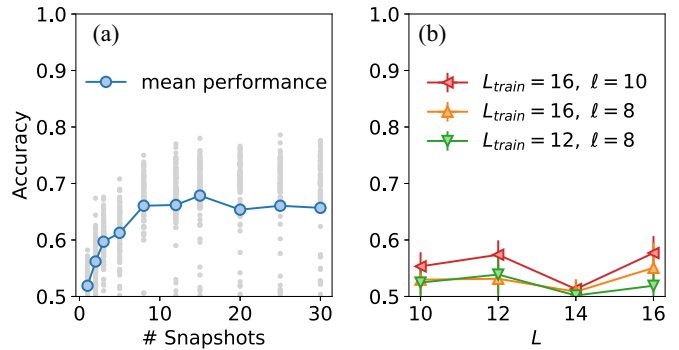 (a)
mean performance
Accuracy
1.0
0.9
0.8
0.7
0.6
0.5
0
10
20
30
# Snapshots
(b)
L_train = 16, ℓ = 10
L_train = 16, ℓ = 8
L_train = 12, ℓ = 8
1.0
0.9
0.8
0.7
0.6
0.5
10
12
14
16
L